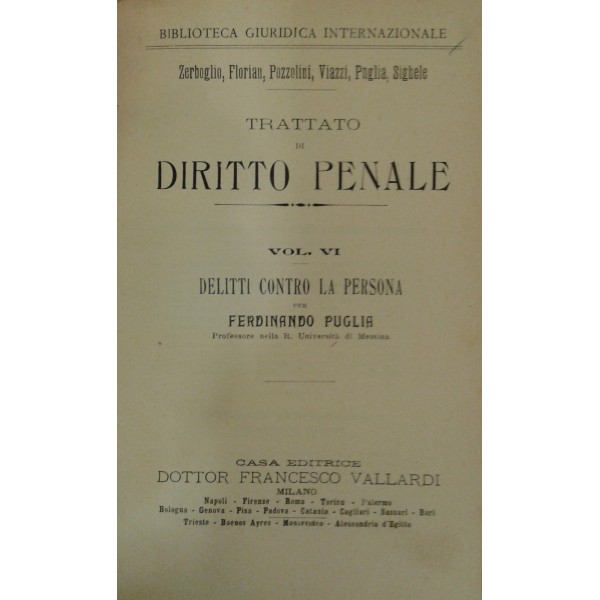 BIBLIOTECA GIURIDICA INTERNAZIONALE
Zerboglio, Florian, Pozzolini, Viazzi, Puglia, Sighele
TRATTATO
DI
DIRITTO PENALE
VOL. VI
DELITTI CONTRO LA PERSONA
PER
FERDINANDO PUGLIA
Professore nella R. Università di Messina
CASA EDITRICE
DOTTOR FRANCESCO VALLARDI
MILANO
Napoli - Firenze - Roma - Torino - Palermo
Bologna - Genova - Pisa - Padova - Catania - Cagliari - Sassari - Bari
Trieste - Buenos Ayres - Montevideo - Alessandria d'Egitto